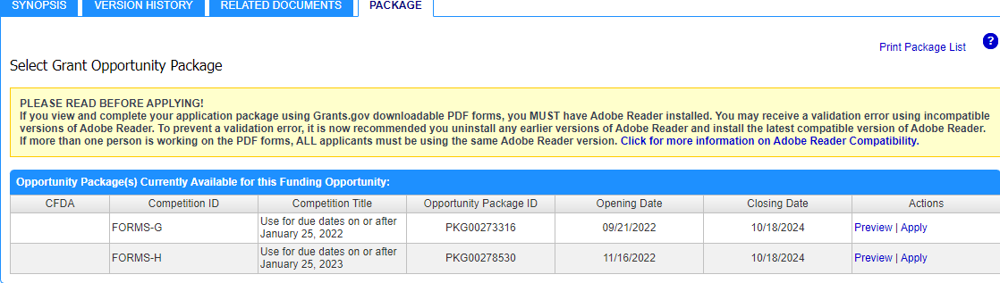 SYNOPSIS VERSION HISTORY RELATED DOCUMENTS PACKAGE
Print Package List ?
Select Grant Opportunity Package
PLEASE READ BEFORE APPLYING!
If you view and complete your application package using Grants.gov downloadable PDF forms, you MUST have Adobe Reader installed. You may receive a validation error using incompatible
versions of Adobe Reader. To prevent a validation error, it is now recommended you uninstall any earlier versions of Adobe Reader and install the latest compatible version of Adobe Reader.
If more than one person is working on the PDF forms, ALL applicants must be using the same Adobe Reader version. Click for more information on Adobe Reader Compatibility.
Opportunity Package(s) Currently Available for this Funding Opportunity:
CFDA Competition ID Competition Title Opportunity Package ID Opening Date Closing Date Actions
FORMS-G Use for due dates on or after January 25, 2022 PKG00273316 09/21/2022 10/18/2024 Preview | Apply
FORMS-H Use for due dates on or after January 25, 2023 PKG00278530 11/16/2022 10/18/2024 Preview | Apply